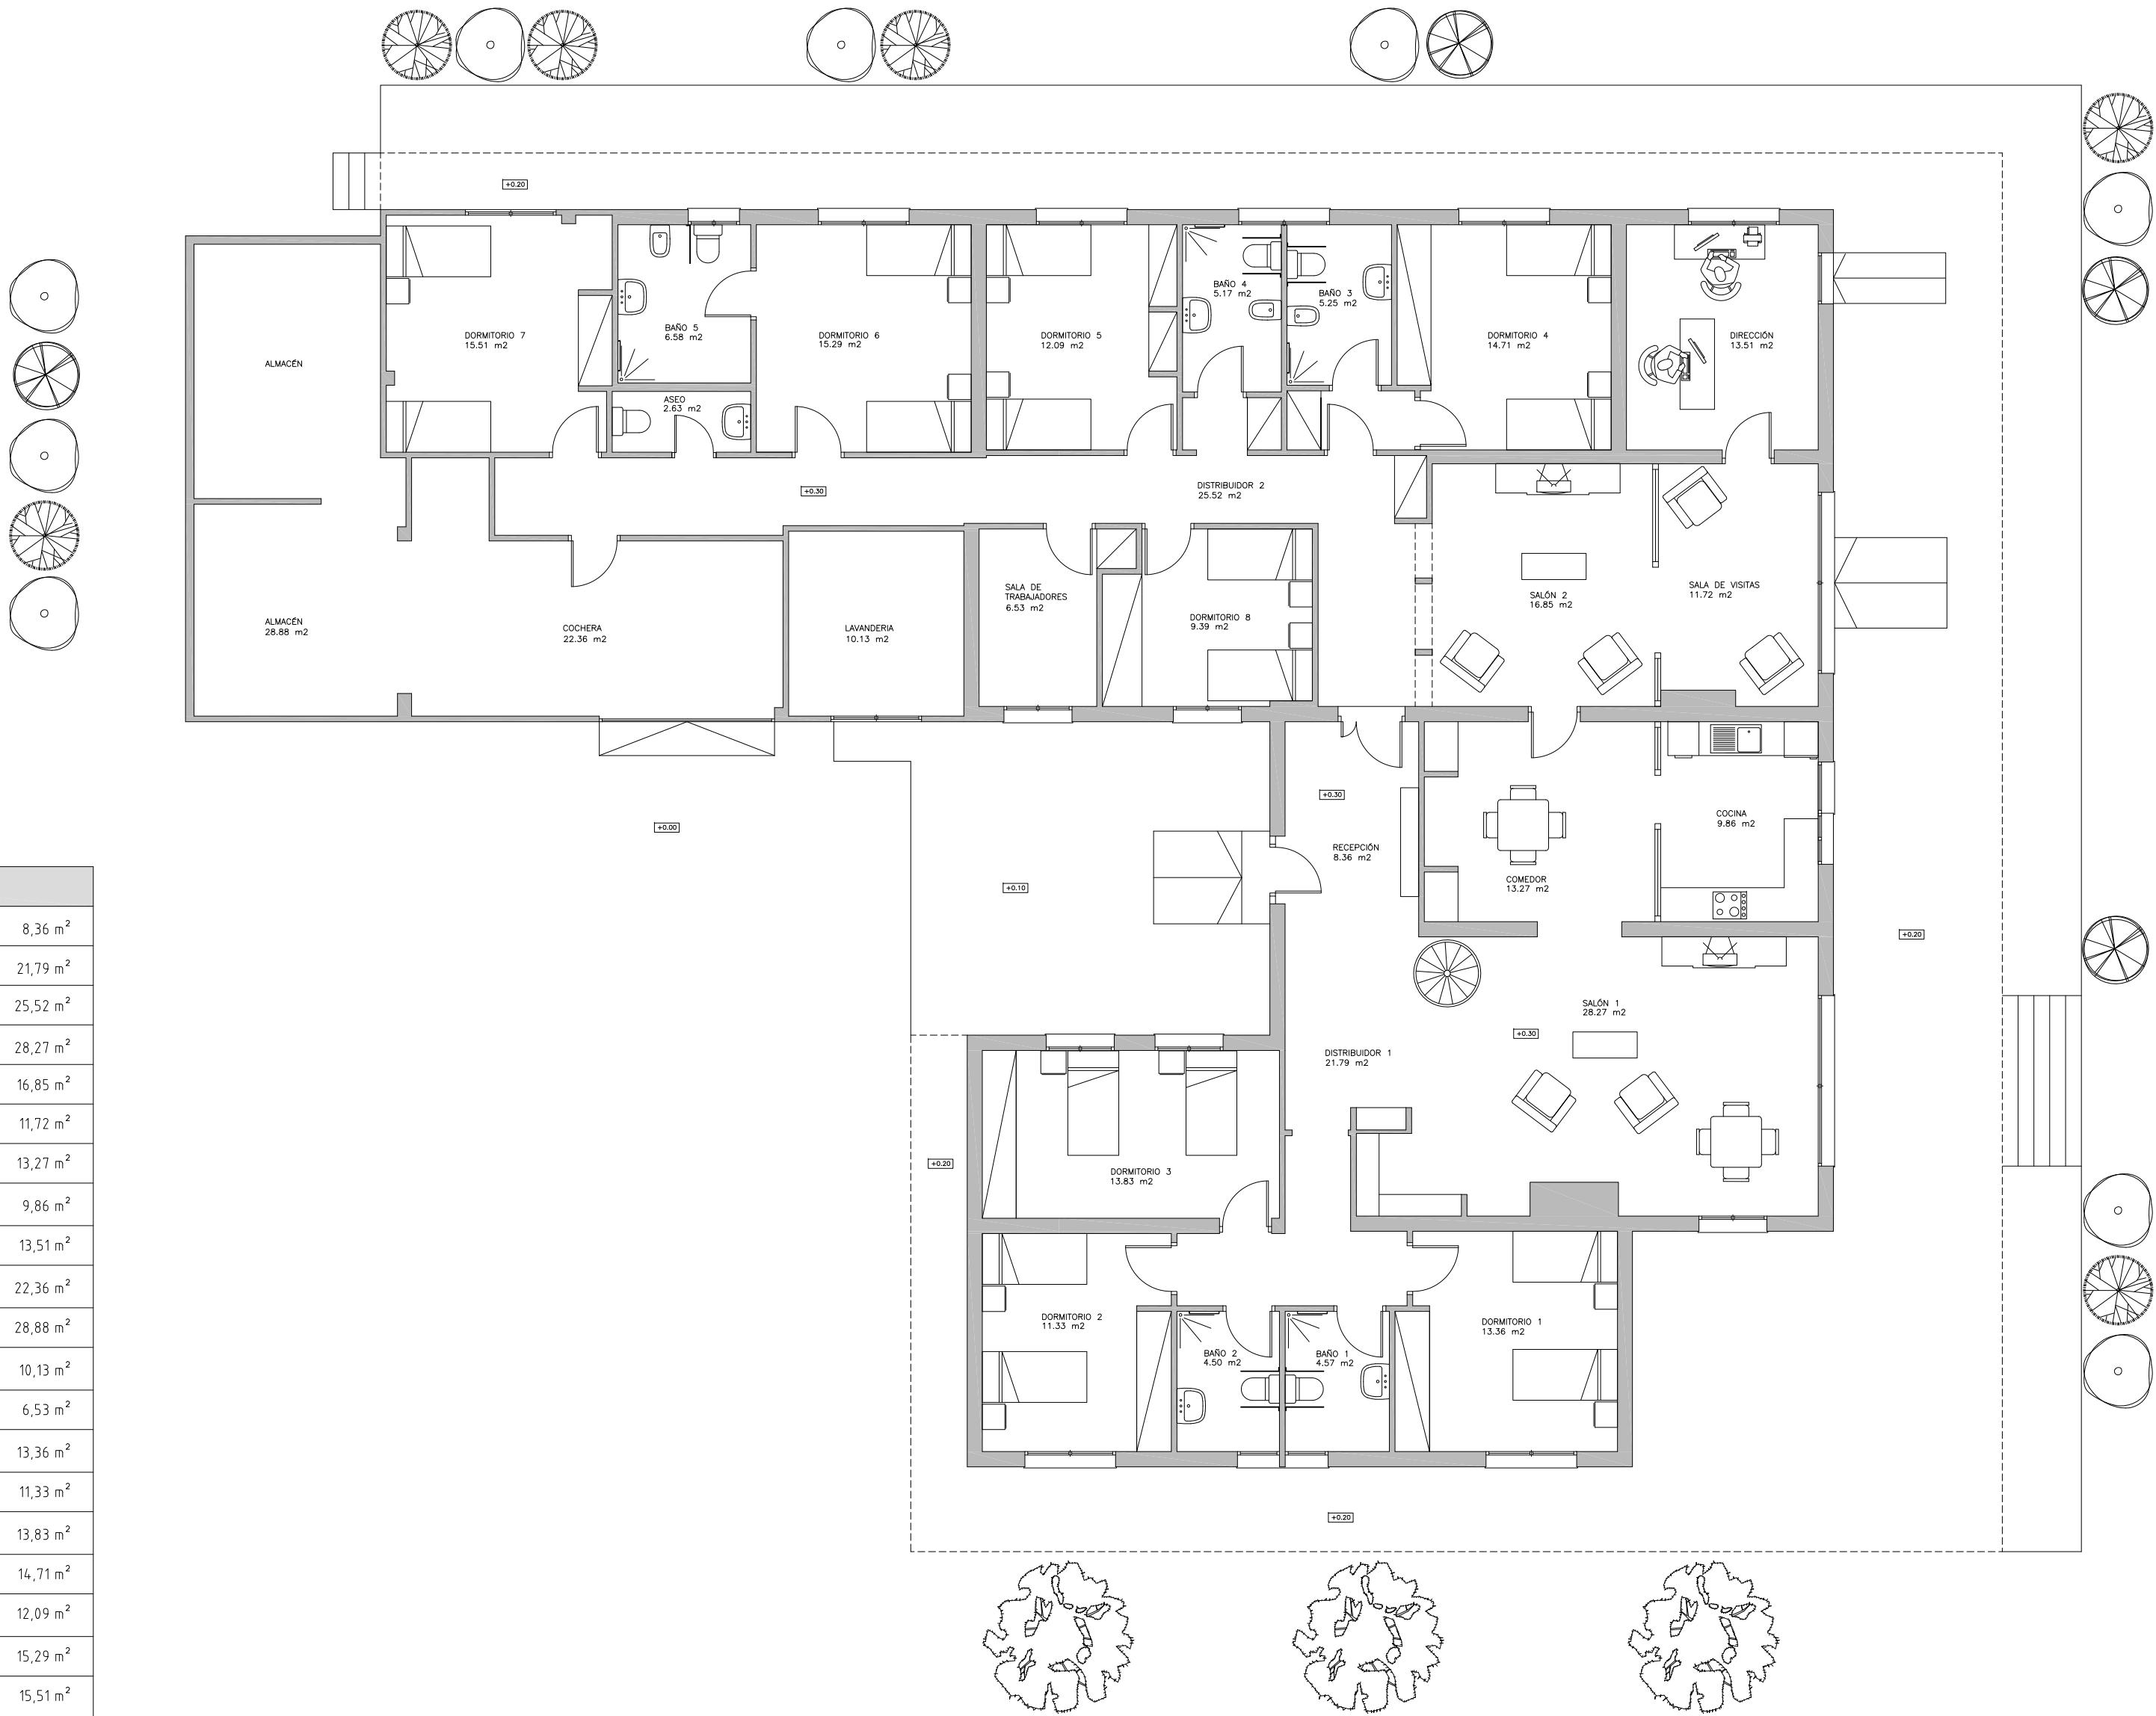 +0.20
DORMITORIO 7
15.51 m2
BAÑO 5
6.58 m2
DORMITORIO 6
15.29 m2
DORMITORIO 5
12.09 m2
BAÑO 4
5.17 m2
BAÑO 3
5.25 m2
DORMITORIO 4
14.71 m2
DIRECCIÓN
13.51 m2
ALMACÉN
ASEO
2.63 m2
+0.30
DISTRIBUIDOR 2
25.52 m2
SALA DE
TRABAJADORES
6.53 m2
DORMITORIO 8
9.39 m2
SALÓN 2
16.85 m2
SALA DE VISITAS
11.72 m2
ALMACÉN
28.88 m2
COCHERA
22.36 m2
LAVANDERIA
10.13 m2
+0.00
+0.30
RECEPCIÓN
8.36 m2
COCINA
9.86 m2
COMEDOR
13.27 m2
+0.10
+0.20
SALÓN 1
28.27 m2
+0.30
DISTRIBUIDOR 1
21.79 m2
+0.20
DORMITORIO 3
13.83 m2
DORMITORIO 2
11.33 m2
BAÑO 2
4.50 m2
BAÑO 1
4.57 m2
DORMITORIO 1
13.36 m2
+0.20
8,36 m²
21,79 m²
25,52 m²
28,27 m²
16,85 m²
11,72 m²
13,27 m²
9,86 m²
13,51 m²
22,36 m²
28,88 m²
10,13 m²
6,53 m²
13,36 m²
11,33 m²
13,83 m²
14,71 m²
12,09 m²
15,29 m²
15,51 m²